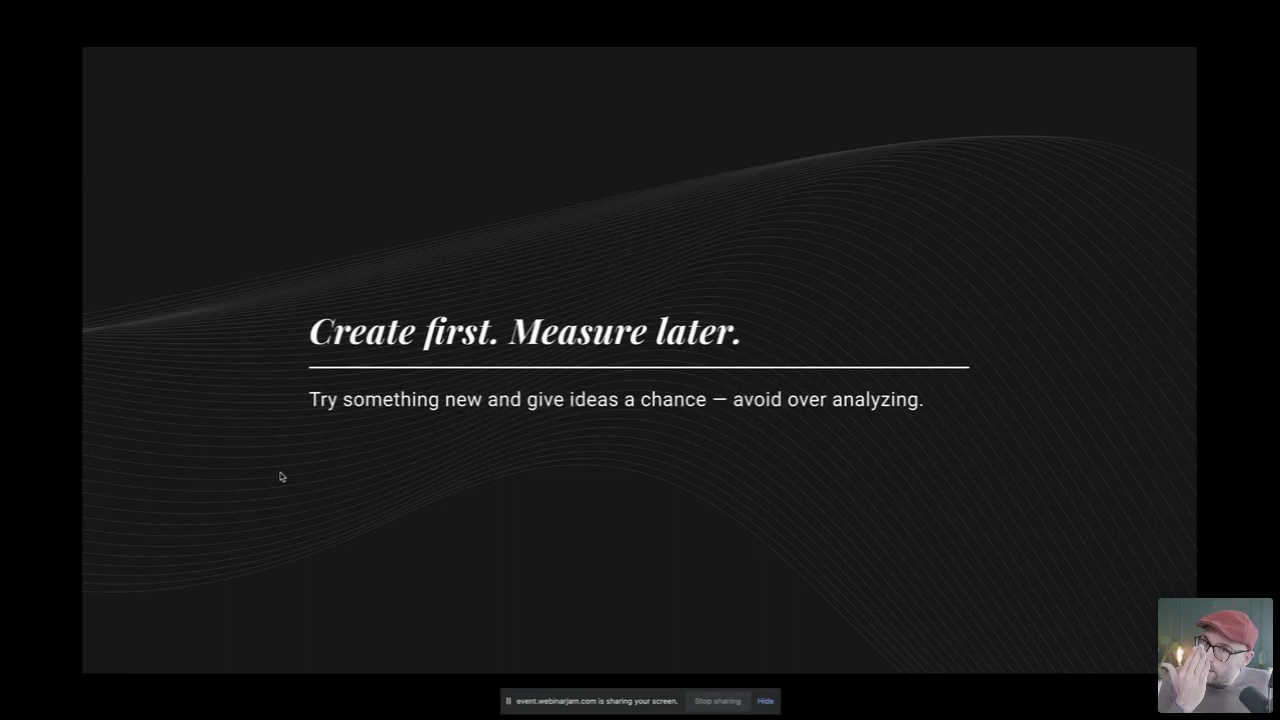 Create first. Measure later.
Try something new and give ideas a chance — avoid over analyzing.
event.webinarjam.com is sharing your screen. Stop sharing Hide